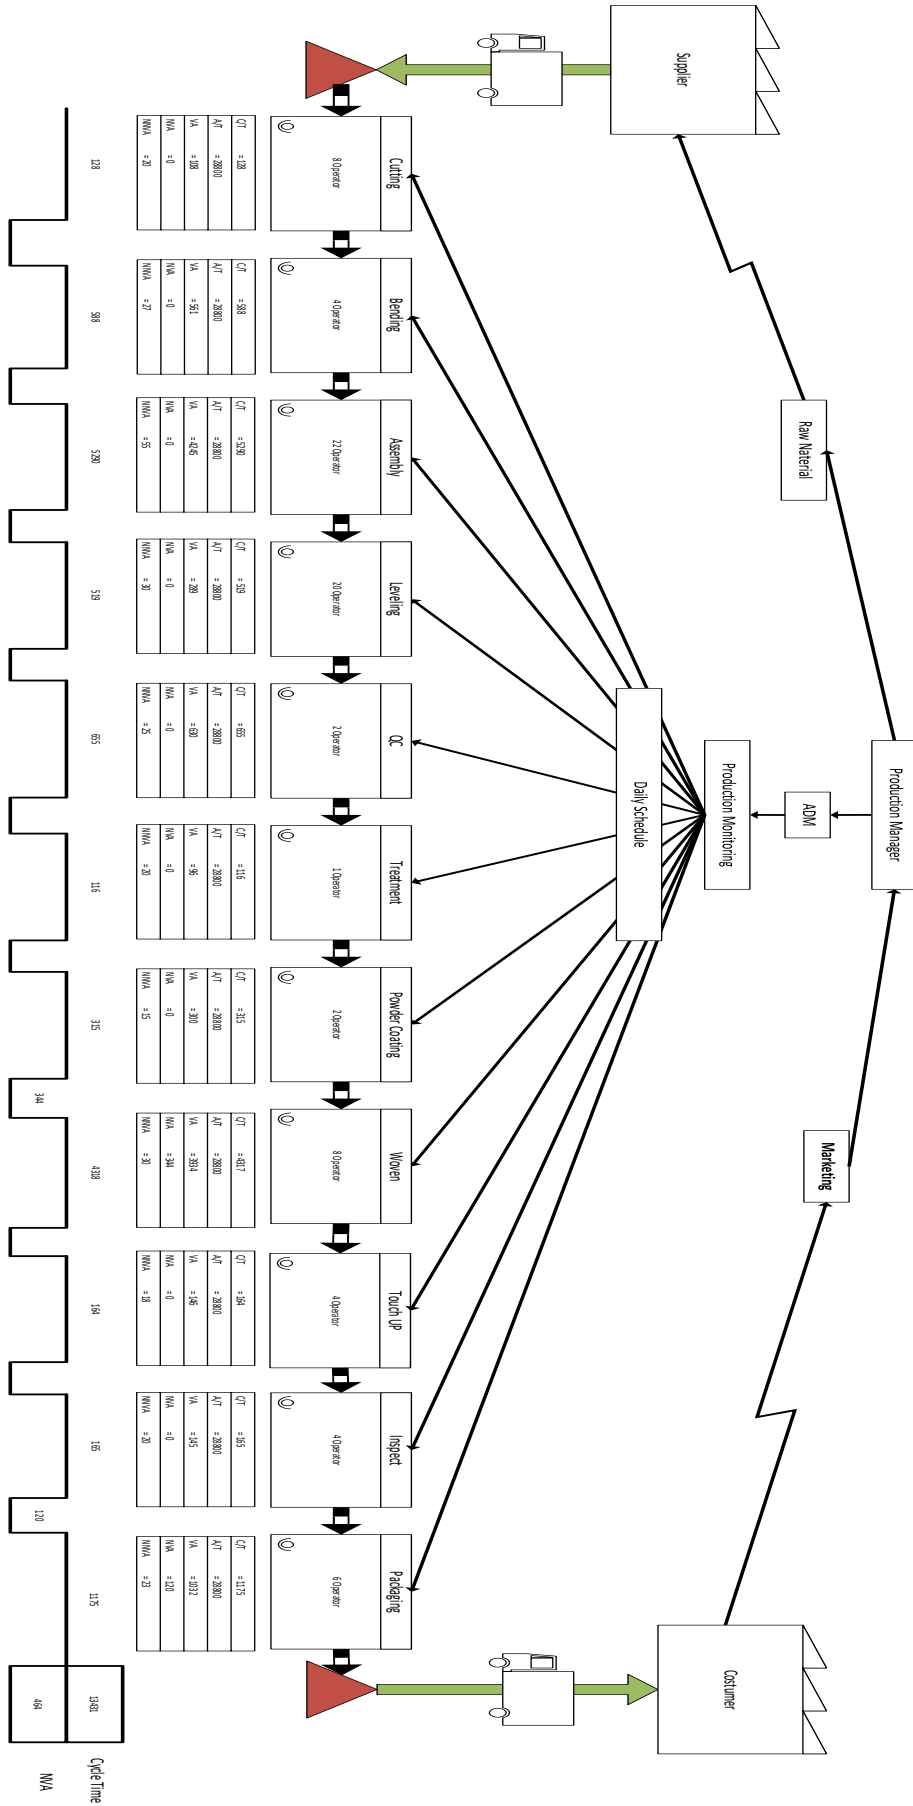 Supplier
Raw Naterial
Production Manager
ADM
Production Monitoring
Daily Schedule
Marketing
Costumer
Cutting
8 Operator
C/T = 128
A/T = 28800
VA = 108
NVA = 0
NNVA = 20
Bending
4 Operator
C/T = 588
A/T = 28800
VA = 561
NVA = 0
NNVA = 27
Assembly
22 Operator
C/T = 5290
A/T = 28800
VA = 4245
NVA = 0
NNVA = 55
Leveling
20 Operator
C/T = 519
A/T = 28800
VA = 289
NVA = 0
NNVA = 30
QC
2 Operator
C/T = 655
A/T = 28800
VA = 630
NVA = 0
NNVA = 25
Treatment
1 Operator
C/T = 116
A/T = 28800
VA = 96
NVA = 0
NNVA = 20
Powder Coating
2 Operator
C/T = 315
A/T = 28800
VA = 300
NVA = 0
NNVA = 15
Woven
8 Operator
C/T = 4317
A/T = 28800
VA = 3934
NVA = 344
NNVA = 30
Touch UP
4 Operator
C/T = 164
A/T = 28800
VA = 146
NVA = 0
NNVA = 18
Inspect
4 Operator
C/T = 165
A/T = 28800
VA = 145
NVA = 0
NNVA = 20
Packaging
6 Operator
C/T = 1175
A/T = 28800
VA = 1032
NVA = 120
NNVA = 23
128
588
5290
519
655
116
315
344
4318
164
165
120
1175
13431
Cycle Time
464
NVA